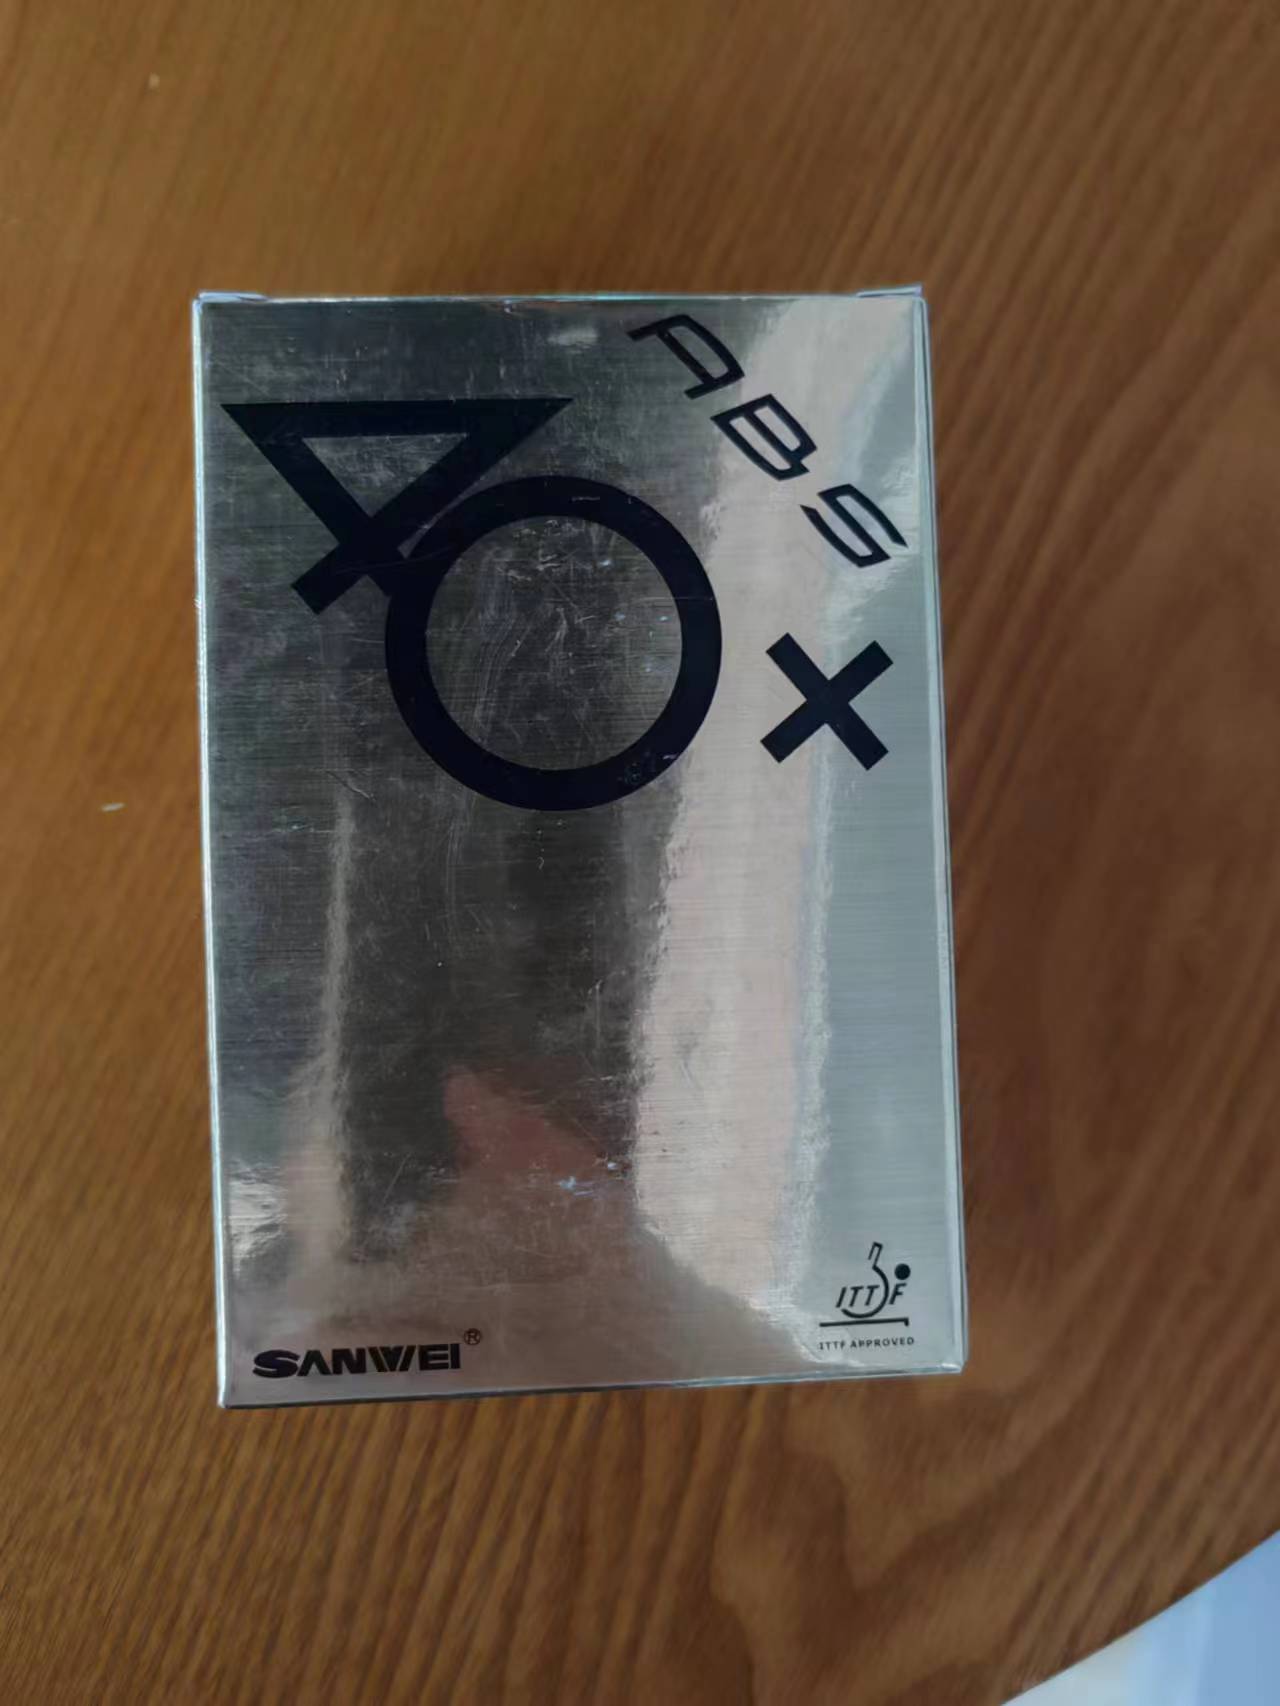 ABS
40+
SANWEI®
ITTF
ITTF APPROVED